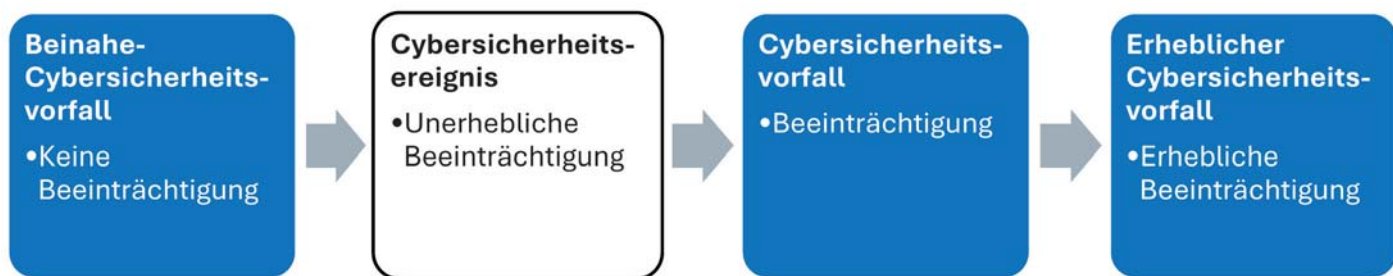 Beinahe-
Cybersicherheits-
vorfall
•Keine
Beeinträchtigung
Cybersicherheits-
ereignis
•Unerhebliche
Beeinträchtigung
Cybersicherheits-
vorfall
•Beeinträchtigung
Erheblicher
Cybersicherheits-
vorfall
•Erhebliche
Beeinträchtigung